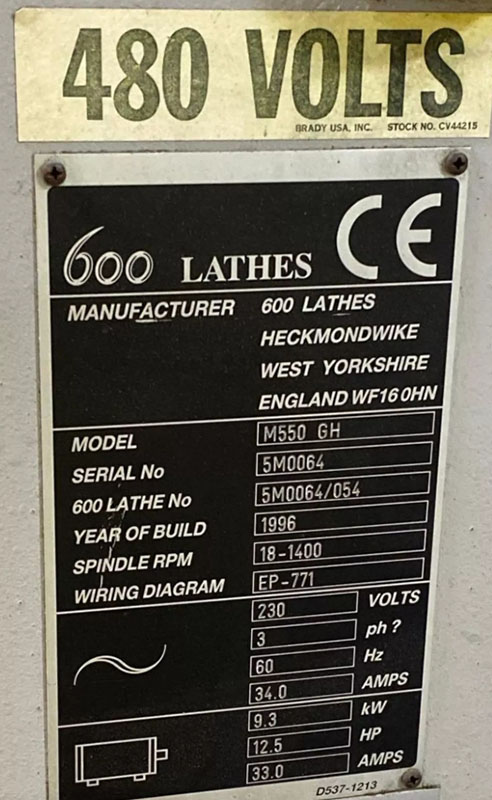 480 VOLTS
BRADY USA, INC. STOCK NO. CV44215
600 LATHES CE
MANUFACTURER 600 LATHES
HECKMONDWIKE
WEST YORKSHIRE
ENGLAND WF16 0HN
MODEL M550 GH
SERIAL No 5M0064
600 LATHE No 5M0064/054
YEAR OF BUILD 1996
SPINDLE RPM 18-1400
WIRING DIAGRAM EP-771
230 VOLTS
3 ph ?
60 Hz
34.0 AMPS
9.3 kW
12.5 HP
33.0 AMPS
D537-1213